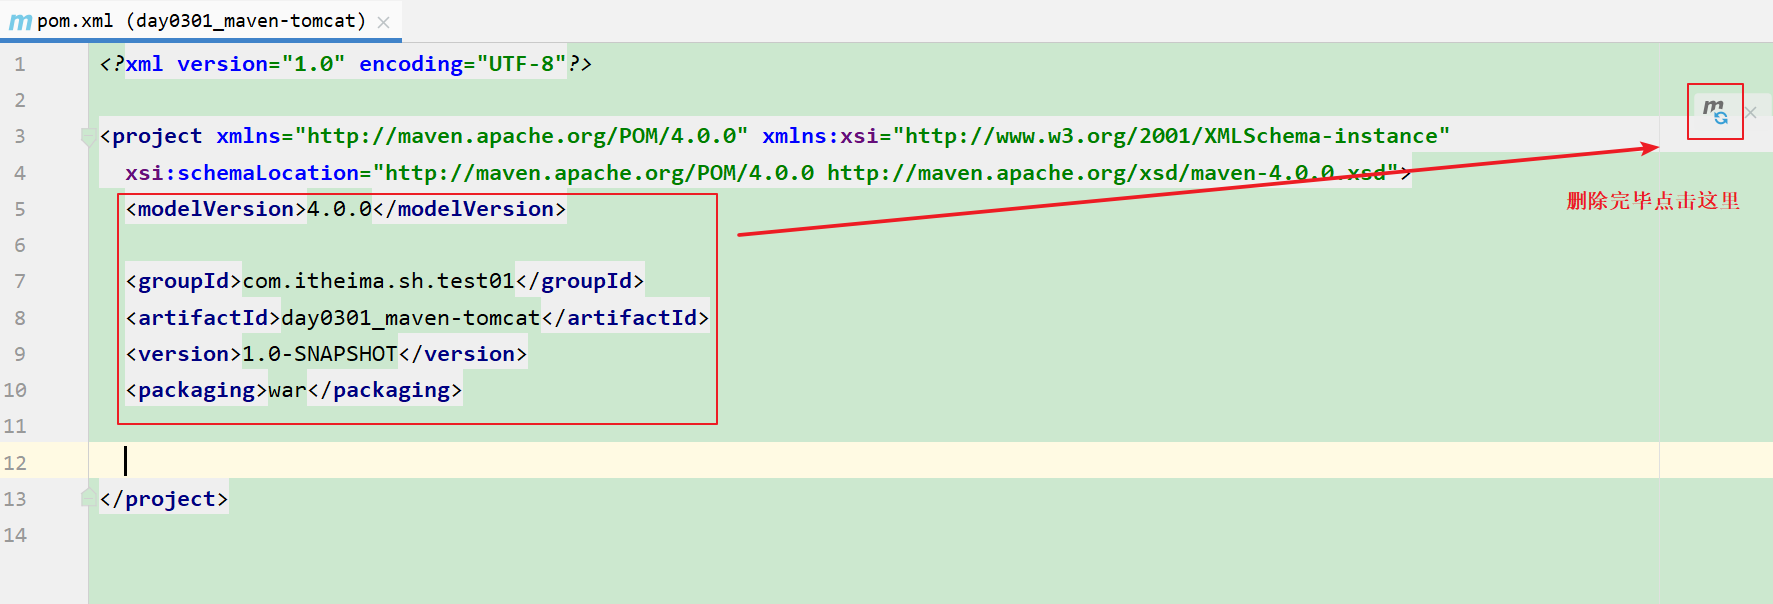 m pom.xml (day0301_maven-tomcat) ×
1 <?xml version="1.0" encoding="UTF-8"?>
2
3 <project xmlns="http://maven.apache.org/POM/4.0.0" xmlns:xsi="http://www.w3.org/2001/XMLSchema-instance"
4 xsi:schemaLocation="http://maven.apache.org/POM/4.0.0 http://maven.apache.org/xsd/maven-4.0.0.xsd">
删除完毕点击这里
5 <modelVersion>4.0.0</modelVersion>
6
7 <groupId>com.itheima.sh.test01</groupId>
8 <artifactId>day0301_maven-tomcat</artifactId>
9 <version>1.0-SNAPSHOT</version>
10 <packaging>war</packaging>
11
12
13 </project>
14